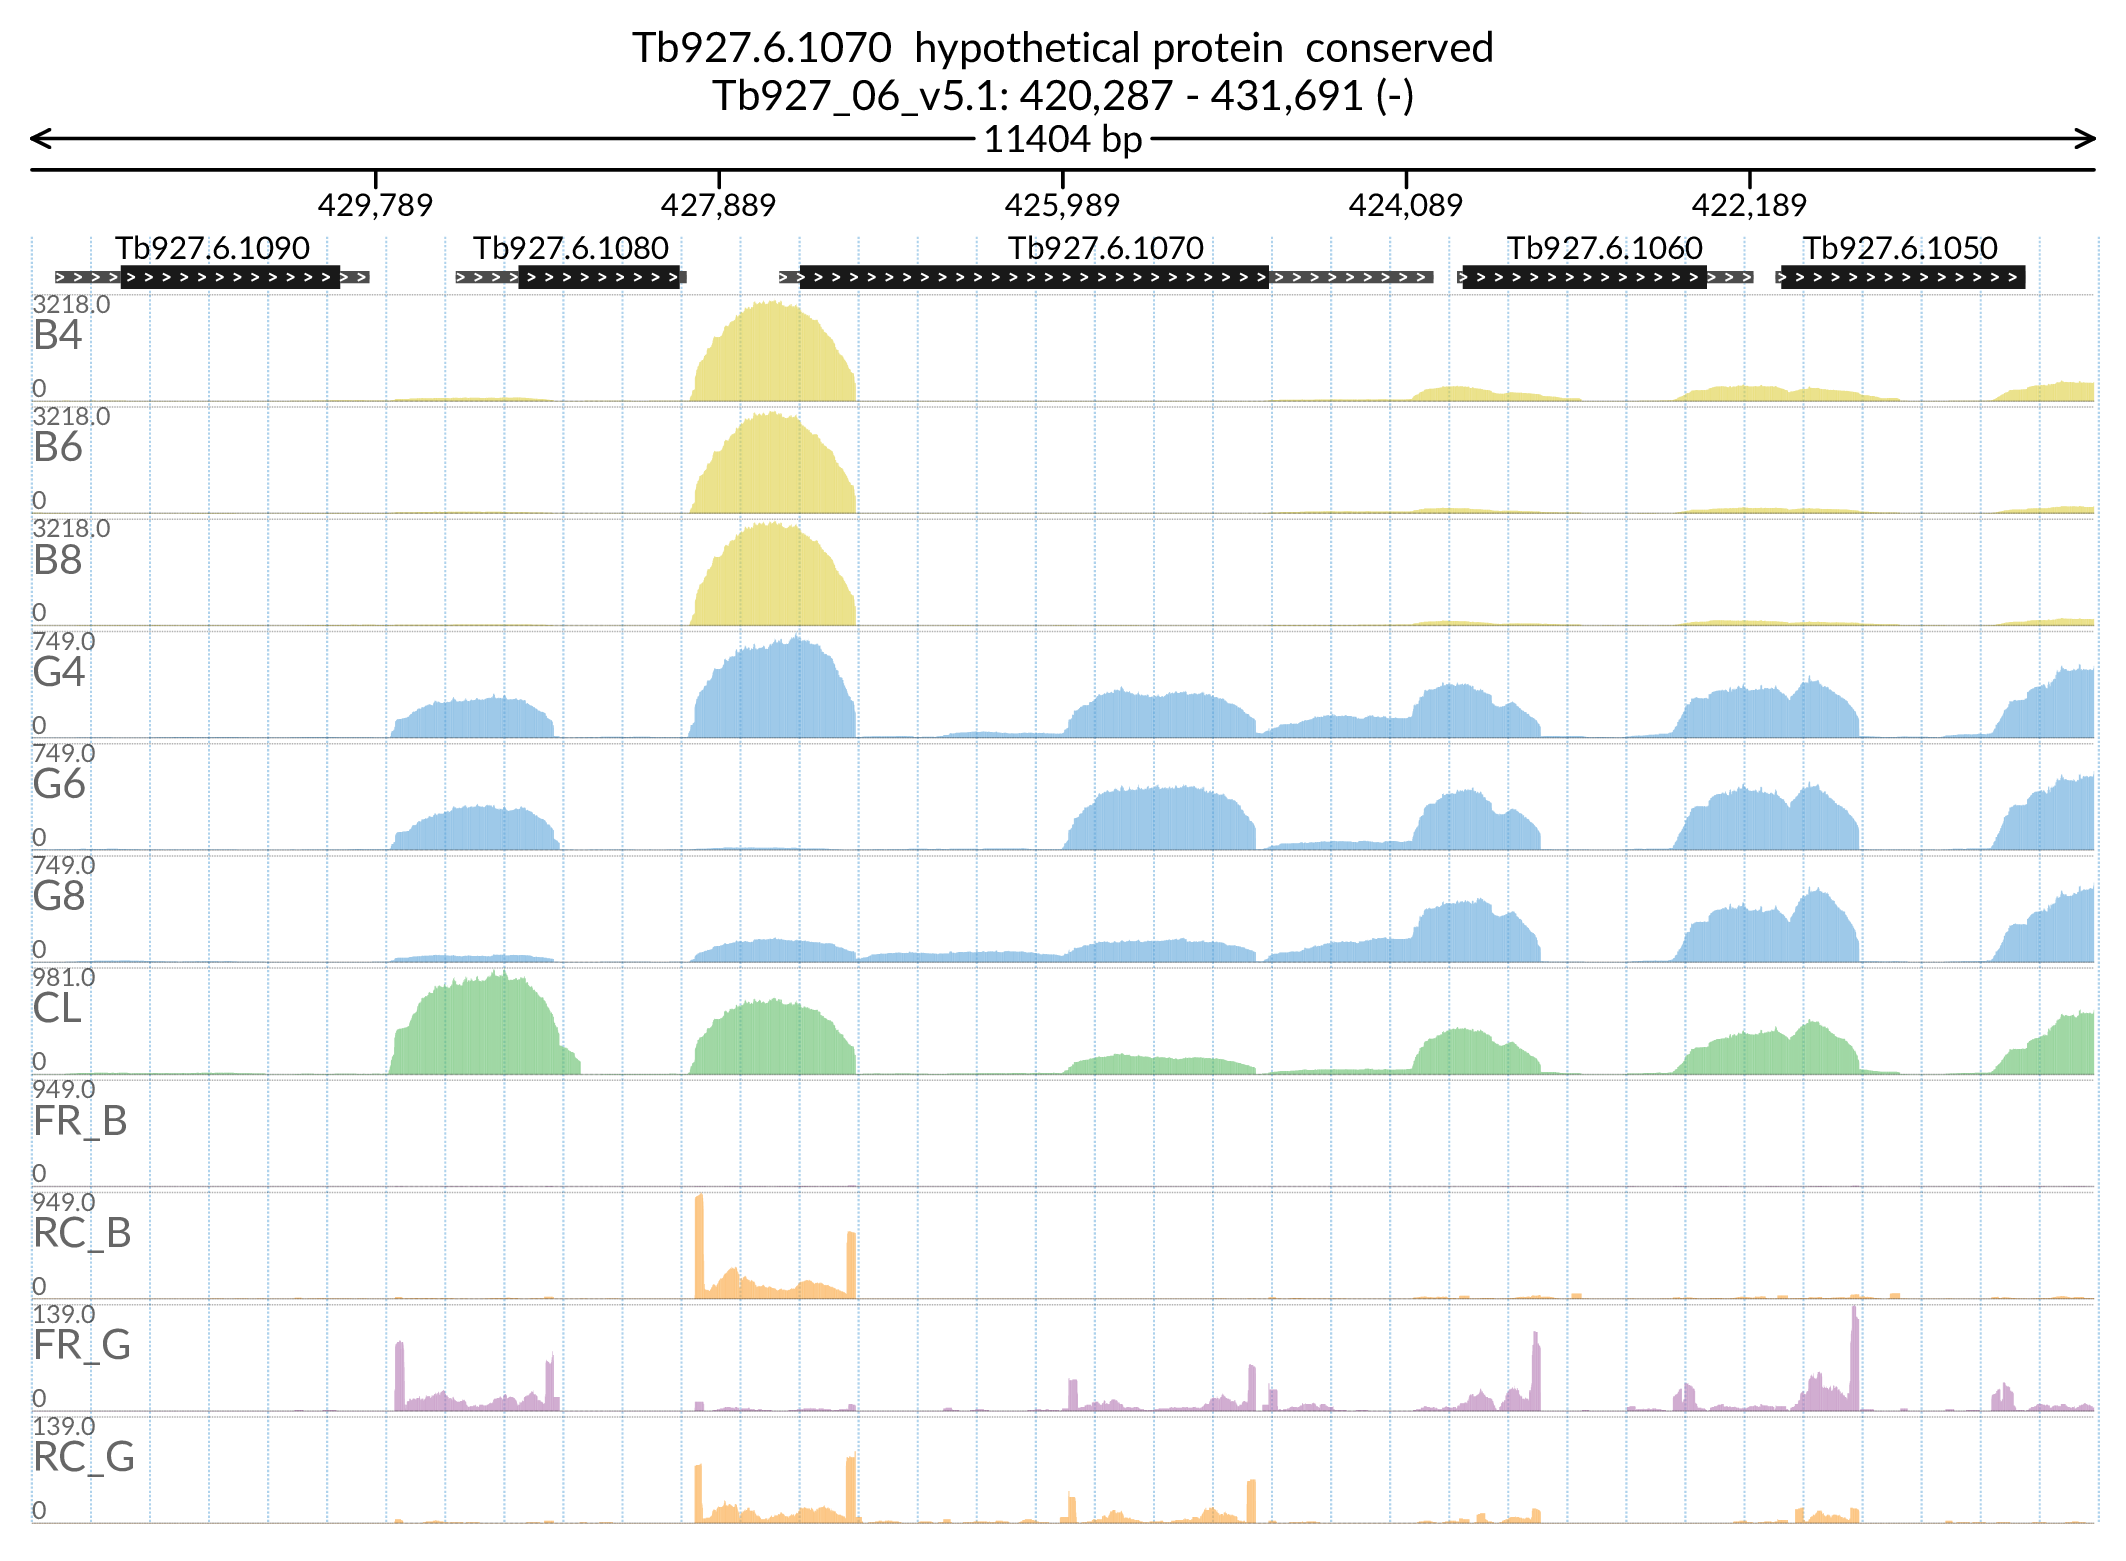 Tb927.6.1070 hypothetical protein conserved
Tb927_06_v5.1: 420,287 - 431,691 (-)
11404 bp
429,789 427,889 425,989 424,089 422,189
Tb927.6.1090 Tb927.6.1080 Tb927.6.1070 Tb927.6.1060 Tb927.6.1050
3218.0
B4
0
3218.0
B6
0
3218.0
B8
0
749.0
G4
0
749.0
G6
0
749.0
G8
0
981.0
CL
0
949.0
FR_B
0
949.0
RC_B
0
139.0
FR_G
0
139.0
RC_G
0